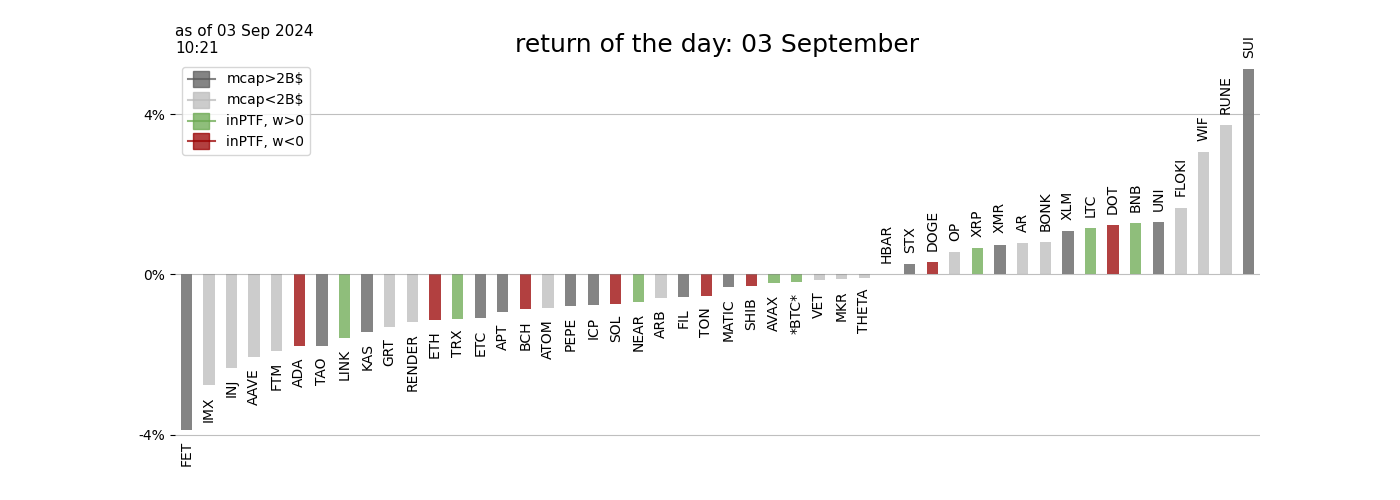 as of 03 Sep 2024
10:21
return of the day: 03 September
mcap>2B$
mcap<2B$
inPTF, w>0
inPTF, w<0
4%
0%
-4%
FET
IMX
INJ
AAVE
FTM
ADA
TAO
LINK
KAS
GRT
RENDER
ETH
TRX
ETC
APT
BCH
ATOM
PEPE
ICP
SOL
NEAR
ARB
FIL
TON
MATIC
SHIB
AVAX
*BTC*
VET
MKR
THETA
HBAR
STX
DOGE
OP
XRP
XMR
AR
BONK
XLM
LTC
DOT
BNB
UNI
FLOKI
WIF
RUNE
SUI